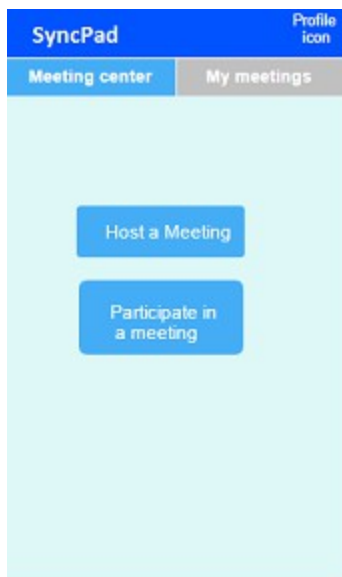 SyncPad
Profile
icon
Meeting center
My meetings
Host a Meeting
Participate in
a meeting